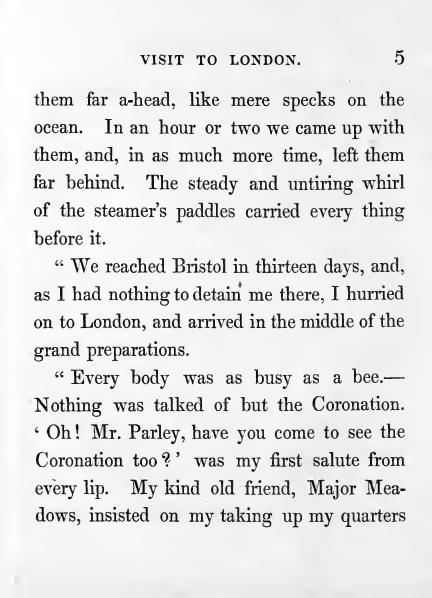 VISIT TO LONDON. 5
them far a-head, like mere specks on the
ocean. In an hour or two we came up with
them, and, in as much more time, left them
far behind. The steady and untiring whirl
of the steamer's paddles carried every thing
before it.
“ We reached Bristol in thirteen days, and,
as I had nothing to detain me there, I hurried
on to London, and arrived in the middle of the
grand preparations.
“ Every body was as busy as a bee.—
Nothing was talked of but the Coronation.
‘ Oh! Mr. Parley, have you come to see the
Coronation too?’ was my first salute from
every lip. My kind old friend, Major Mea-
dows, insisted on my taking up my quarters